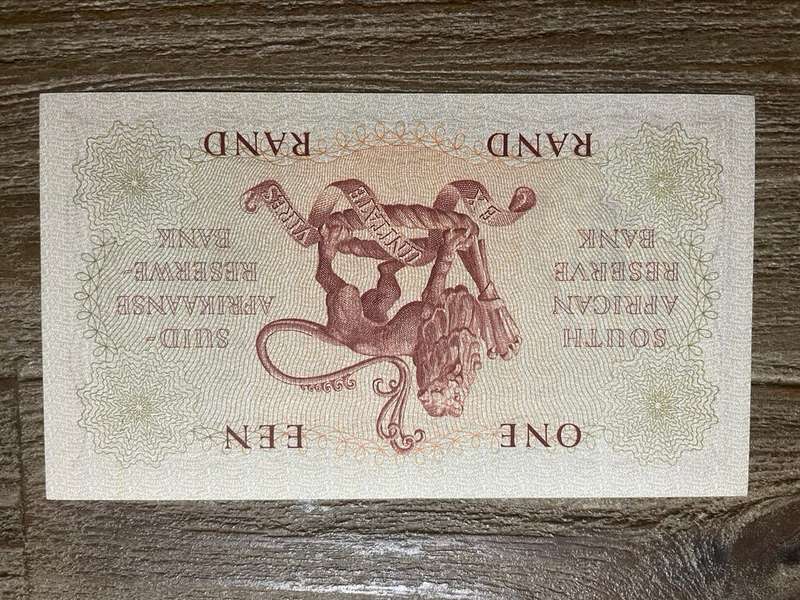 ONE EEN
SOUTH
AFRICAN
RESERVE
BANK
SUID-
AFRIKAANSE
RESERWE-
BANK
EX UNITATE VIRES
RAND RAND